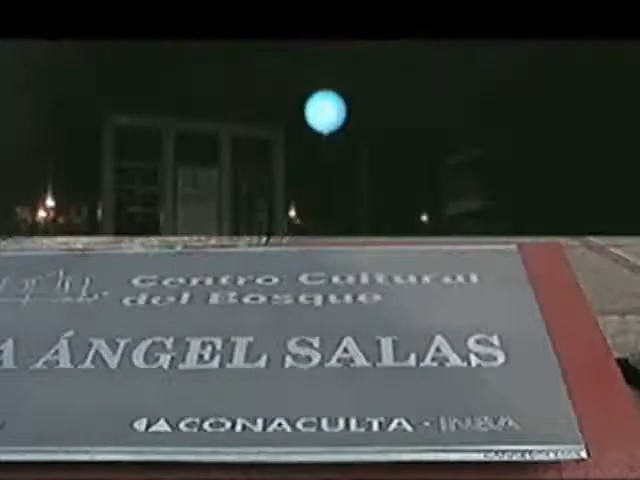 Centro Cultural
del Bosque
A ÁNGEL SALAS
CONACULTA · INBA